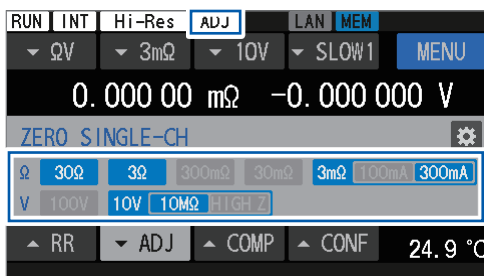 RUN INT Hi-Res ADJ LAN MEM
ΩV 3mΩ 10V SLOW1 MENU
0.000 00 mΩ -0.000 000 V
ZERO SINGLE-CH
Ω 30Ω 3Ω 300mΩ 30mΩ 3mΩ 100mA 300mA
V 100V 10V 10MΩ HIGH Z
RR ADJ COMP CONF 24.9 °C